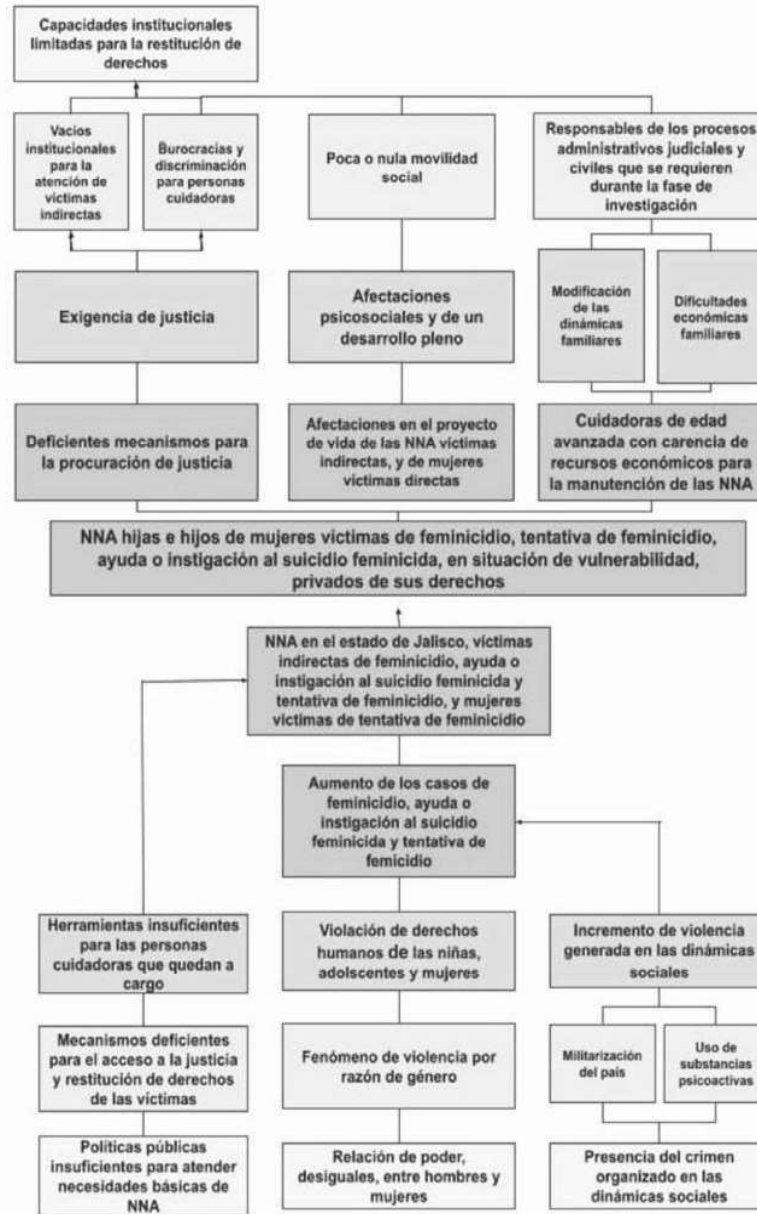 Capacidades institucionales
limitadas para la restitución de
derechos
Vacios
institucionales
para la
atención de
victimas
indirectas
Burocracias y
discriminación
para personas
cuidadoras
Poca o nula movilidad
social
Responsables de los procesos
administrativos judiciales y
civiles que se requieren
durante la fase de
investigación
Exigencia de justicia
Afectaciones
psicosociales y de un
desarrollo pleno
Modificación
de las
dinámicas
familiares
Dificultades
económicas
familiares
Deficientes mecanismos para
la procuración de justicia
Afectaciones en el proyecto
de vida de las NNA víctimas
indirectas, y de mujeres
víctimas directas
Cuidadoras de edad
avanzada con carencia de
recursos económicos para
la manutención de las NNA
NNA hijas e hijos de mujeres victimas de feminicidio, tentativa de feminicidio,
ayuda o instigación al suicidio feminicida, en situación de vulnerabilidad,
privados de sus derechos
NNA en el estado de Jalisco, víctimas
indirectas de feminicidio, ayuda o
instigación al suicidio feminicida y
tentativa de feminicidio, y mujeres
victimas de tentativa de feminicidio
Aumento de los casos de
feminicidio, ayuda o
instigación al suicidio
feminicida y tentativa de
femicidio
Herramientas insuficientes
para las personas
cuidadoras que quedan a
cargo
Violación de derechos
humanos de las niñas,
adolscentes y mujeres
Incremento de violencia
generada en las dinámicas
sociales
Mecanismos deficientes
para el acceso a la justicia
y restitución de derechos
de las víctimas
Fenómeno de violencia por
razón de género
Militarización
del país
Uso de
substancias
psicoactivas
Políticas públicas
insuficientes para atender
necesidades básicas de
NNA
Relación de poder,
desiguales, entre hombres y
mujeres
Presencia del crimen
organizado en las
dinámicas sociales